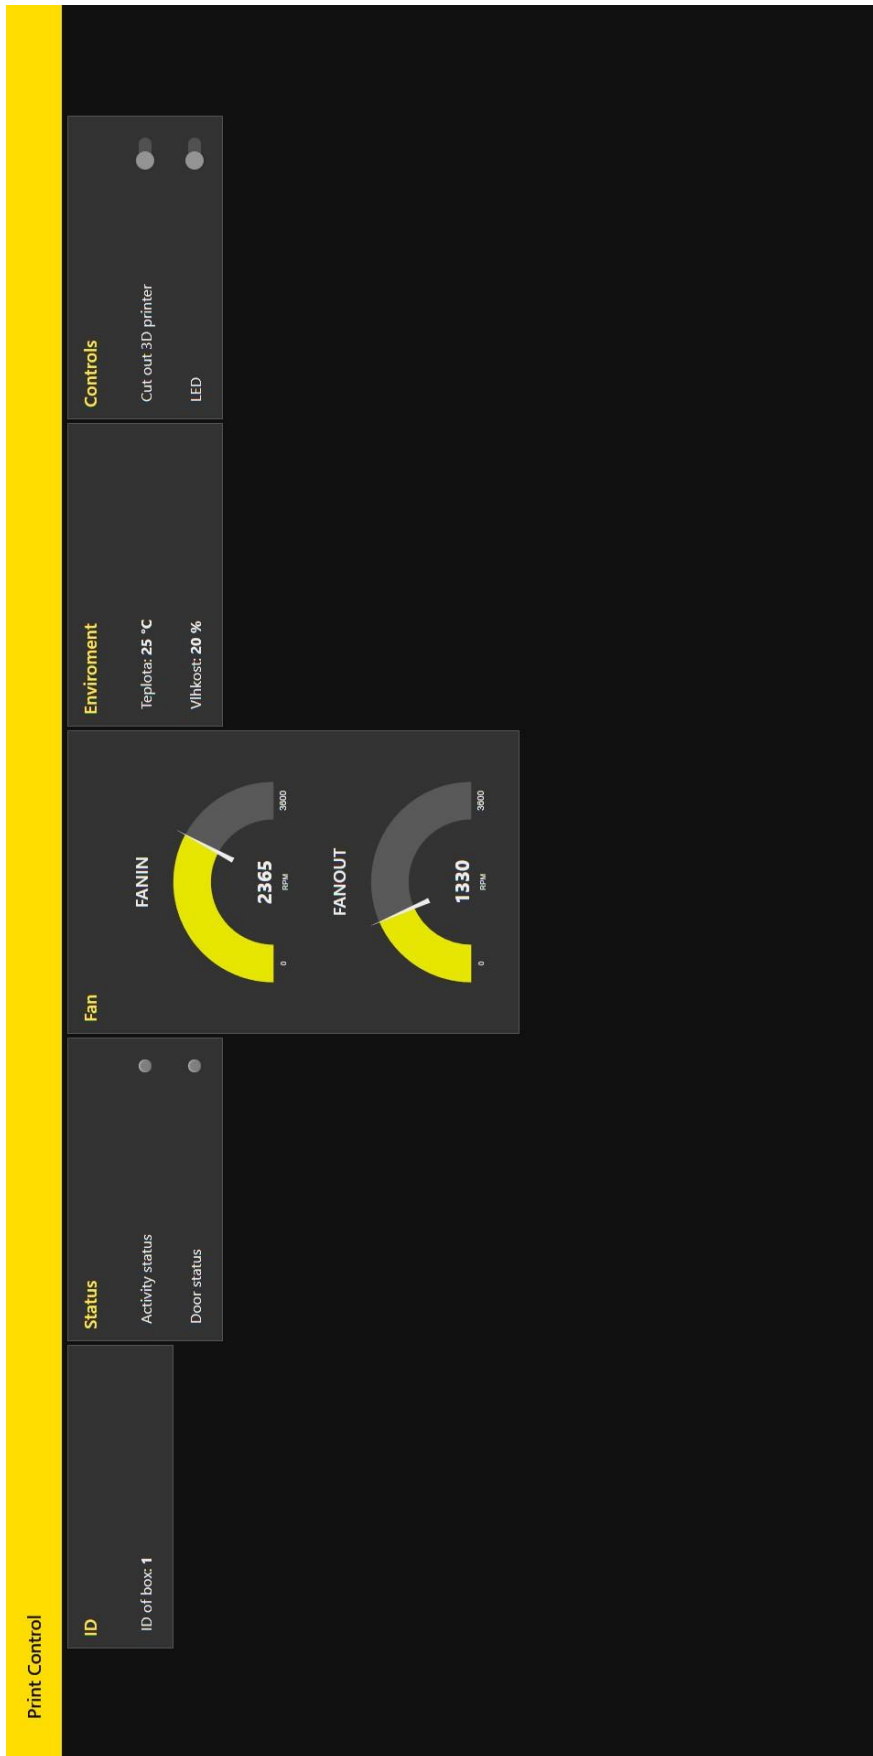 Print Control
ID
ID of box: 1
Status
Activity status
Door status
Fan
FANIN
2365
RPM
0
3600
FANOUT
1330
RPM
0
3600
Enviroment
Teplota: 25 °C
Vlhkost: 20 %
Controls
Cut out 3D printer
LED